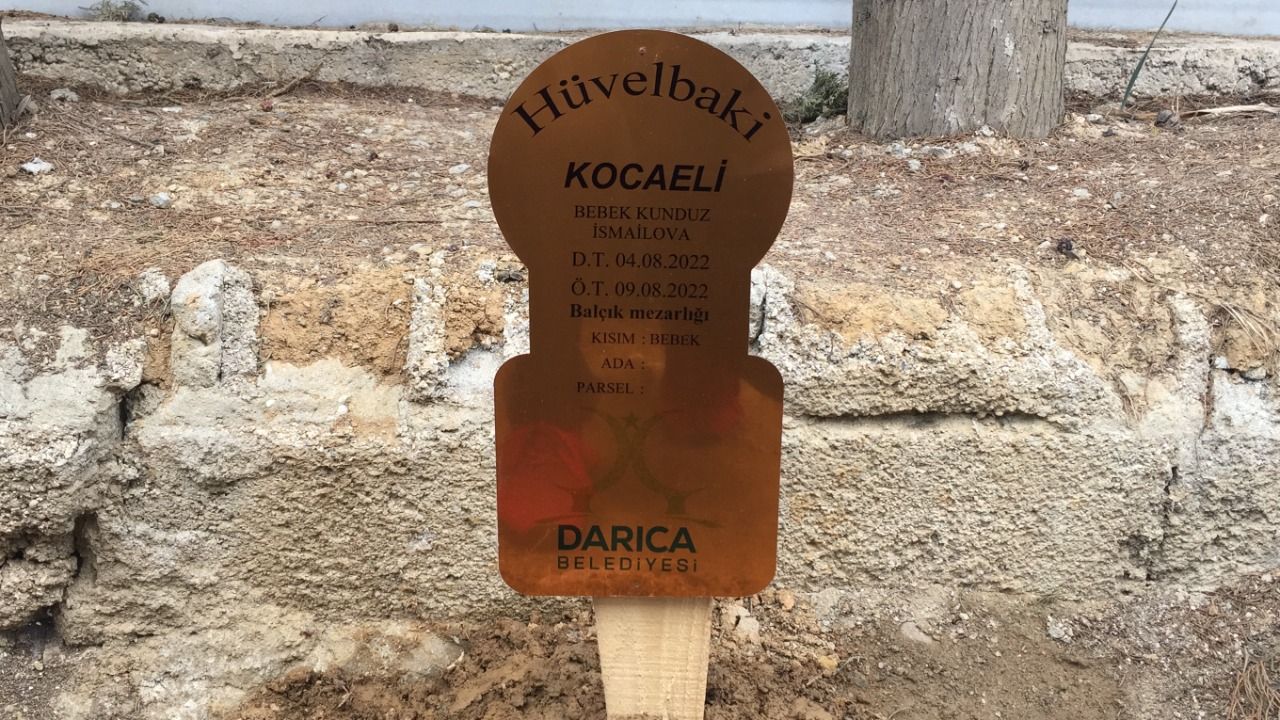 Hüvelbaki
KOCAELİ
BEBEK KUNDUZ
İSMAİLOVA
D.T. 04.08.2022
Ö.T. 09.08.2022
Balçık mezarlığı
KISIM : BEBEK
ADA :
PARSEL :
DARICA
BELEDİYESİ